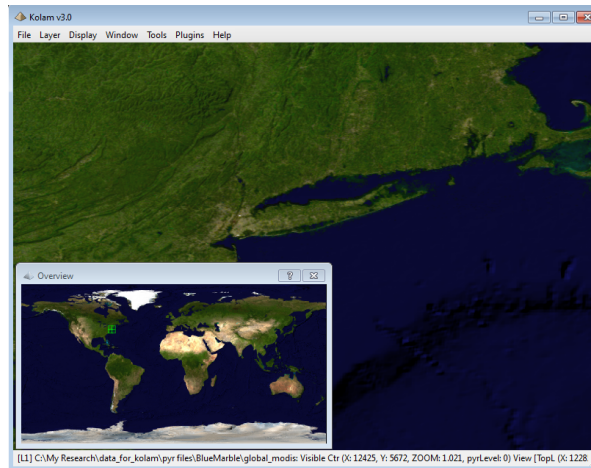 Kolam v3.0
File Layer Display Window Tools Plugins Help
Overview
[L1] C:\My Research\data_for_kolam\pyr files\BlueMarble\global_modis: Visible Ctr (X: 12425, Y: 5672, ZOOM: 1.021, pyrLevel: 0) View [TopL (X: 1228